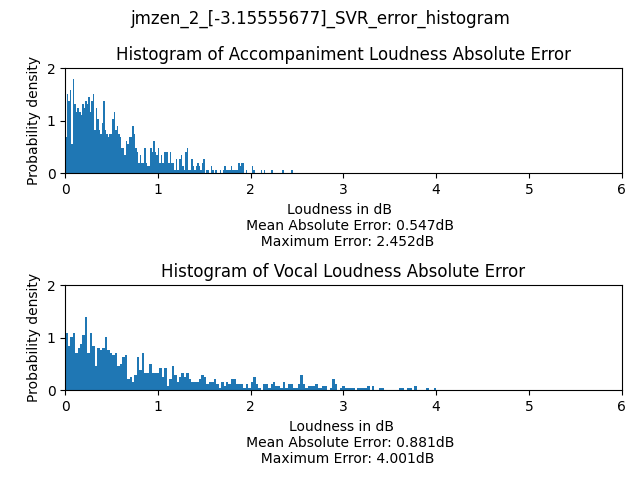 jmzen_2_[-3.15555677]_SVR_error_histogram
Histogram of Accompaniment Loudness Absolute Error
Probability density
2
1
0
0 1 2 3 4 5 6
Loudness in dB
Mean Absolute Error: 0.547dB
Maximum Error: 2.452dB
Histogram of Vocal Loudness Absolute Error
Probability density
2
1
0
0 1 2 3 4 5 6
Loudness in dB
Mean Absolute Error: 0.881dB
Maximum Error: 4.001dB